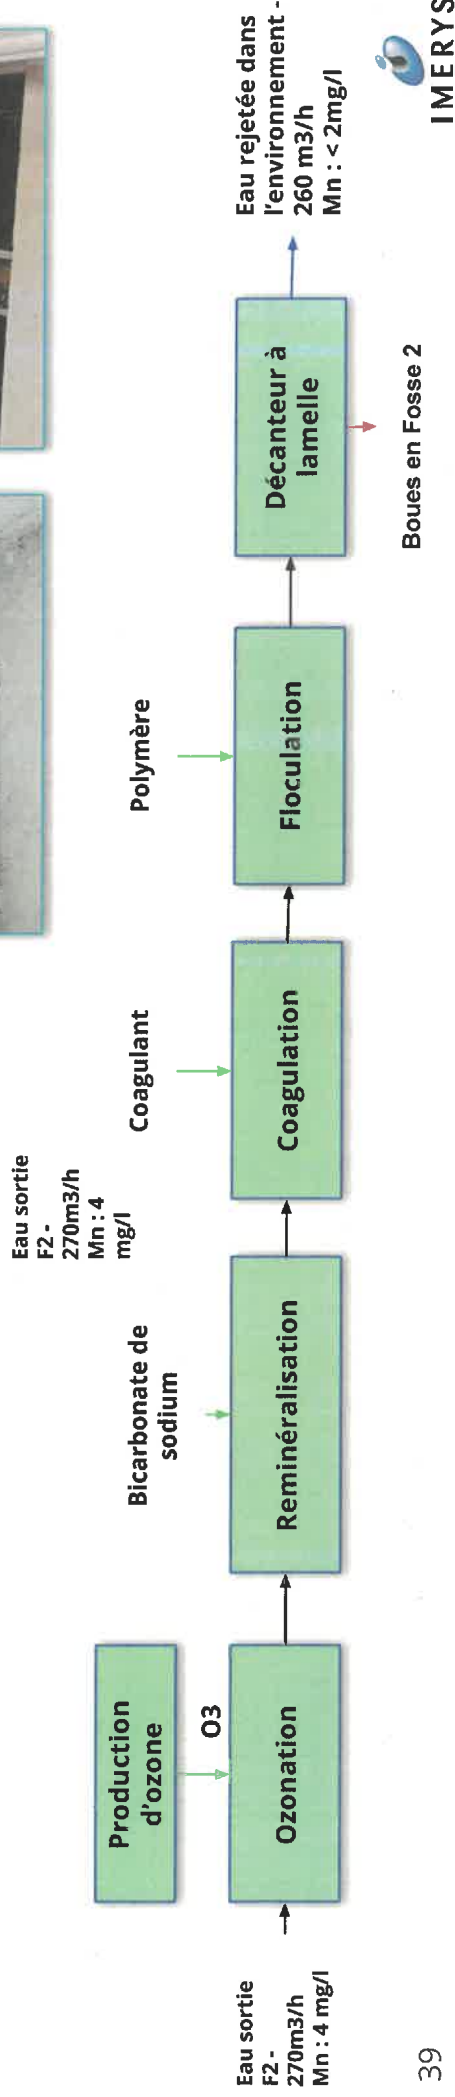 Eau sortie
F2 -
270m3/h
Mn : 4
mg/l
Production
d'ozone
O3
Bicarbonate de
sodium
Coagulant
Polymère
Eau sortie
F2 -
270m3/h
Mn : 4 mg/l
Ozonation
Reminéralisation
Coagulation
Floculation
Décanteur à
lamelle
Eau rejetée dans
l'environnement -
260 m3/h
Mn : < 2mg/l
Boues en Fosse 2
39
IMERYS